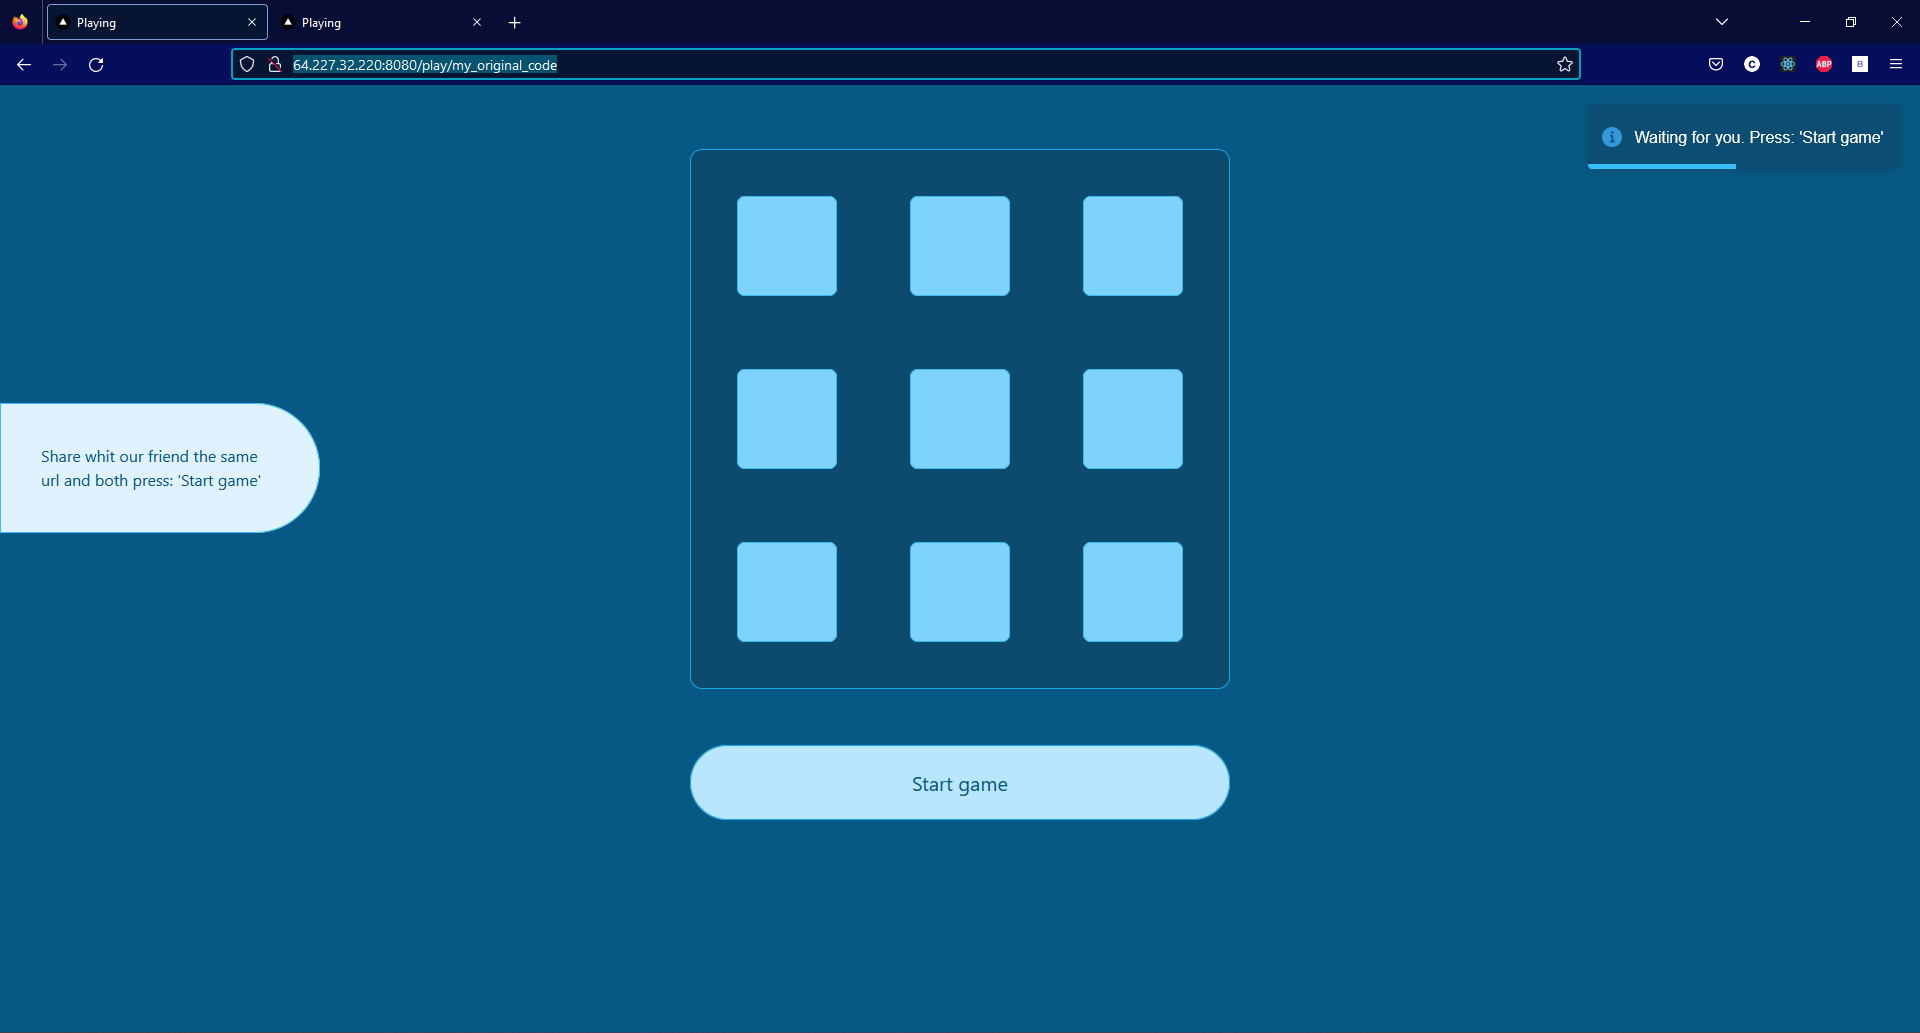 Playing
Playing
64.227.32.220:8080/play/my_original_code
C
ABP
B
Waiting for you. Press: 'Start game'
Share whit our friend the same
url and both press: 'Start game'
Start game